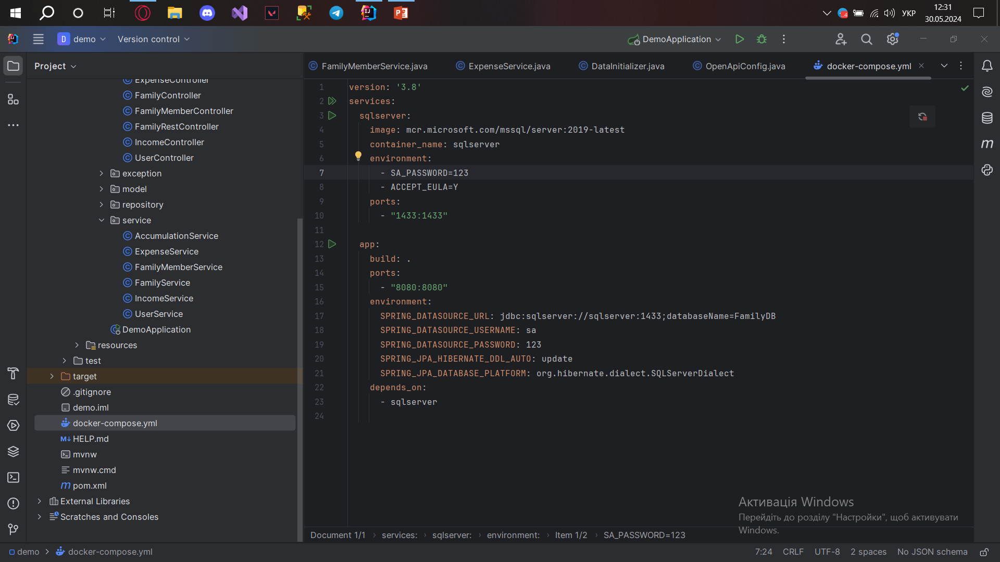 УКР
12:31
30.05.2024
D demo
Version control
DemoApplication
Project
FamilyMemberService.java
ExpenseService.java
DataInitializer.java
OpenApiConfig.java
docker-compose.yml
ExpenseController
FamilyController
FamilyMemberController
FamilyRestController
IncomeController
UserController
exception
model
repository
service
AccumulationService
ExpenseService
FamilyMemberService
FamilyService
IncomeService
UserService
DemoApplication
resources
test
target
.gitignore
demo.iml
docker-compose.yml
HELP.md
mvnw
mvnw.cmd
pom.xml
External Libraries
Scratches and Consoles
1 version: '3.8'
2 services:
3 sqlserver:
4 image: mcr.microsoft.com/mssql/server:2019-latest
5 container_name: sqlserver
6 environment:
7 - SA_PASSWORD=123
8 - ACCEPT_EULA=Y
9 ports:
10 - "1433:1433"
11
12 app:
13 build: .
14 ports:
15 - "8080:8080"
16 environment:
17 SPRING_DATASOURCE_URL: jdbc:sqlserver://sqlserver:1433;databaseName=FamilyDB
18 SPRING_DATASOURCE_USERNAME: sa
19 SPRING_DATASOURCE_PASSWORD: 123
20 SPRING_JPA_HIBERNATE_DDL_AUTO: update
21 SPRING_JPA_DATABASE_PLATFORM: org.hibernate.dialect.SQLServerDialect
22 depends_on:
23 - sqlserver
24
Активація Windows
Перейдіть до розділу "Настройки", щоб активувати
Windows.
Document 1/1 › services: › sqlserver: › environment: › Item 1/2 › SA_PASSWORD=123
demo › docker-compose.yml
7:24 CRLF UTF-8 2 spaces No JSON schema